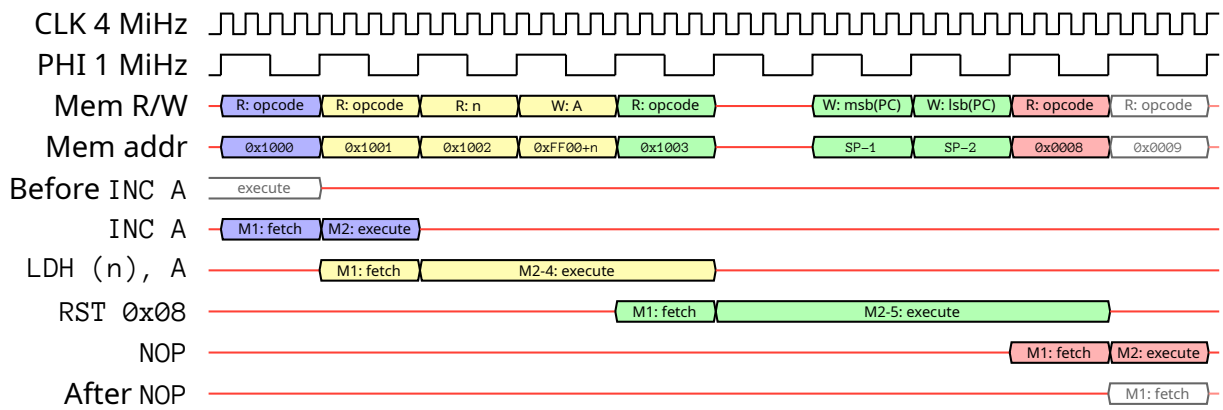 CLK 4 MiHz
PHI 1 MiHz
Mem R/W R: opcode R: opcode R: n W: A R: opcode W: msb(PC) W: lsb(PC) R: opcode R: opcode
Mem addr 0x1000 0x1001 0x1002 0xFF00+n 0x1003 SP−1 SP−2 0x0008 0x0009
Before INC A execute
INC A M1: fetch M2: execute
LDH (n), A M1: fetch M2-4: execute
RST 0x08 M1: fetch M2-5: execute
NOP M1: fetch M2: execute
After NOP M1: fetch